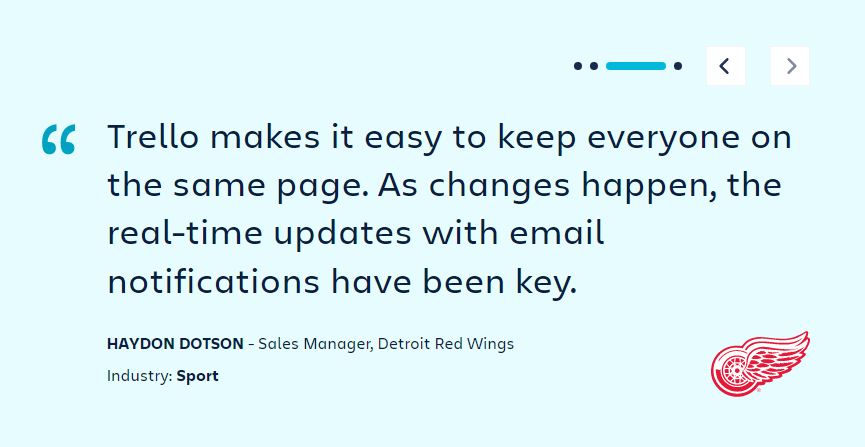 “
Trello makes it easy to keep everyone on
the same page. As changes happen, the
real-time updates with email
notifications have been key.
HAYDON DOTSON - Sales Manager, Detroit Red Wings
Industry: Sport